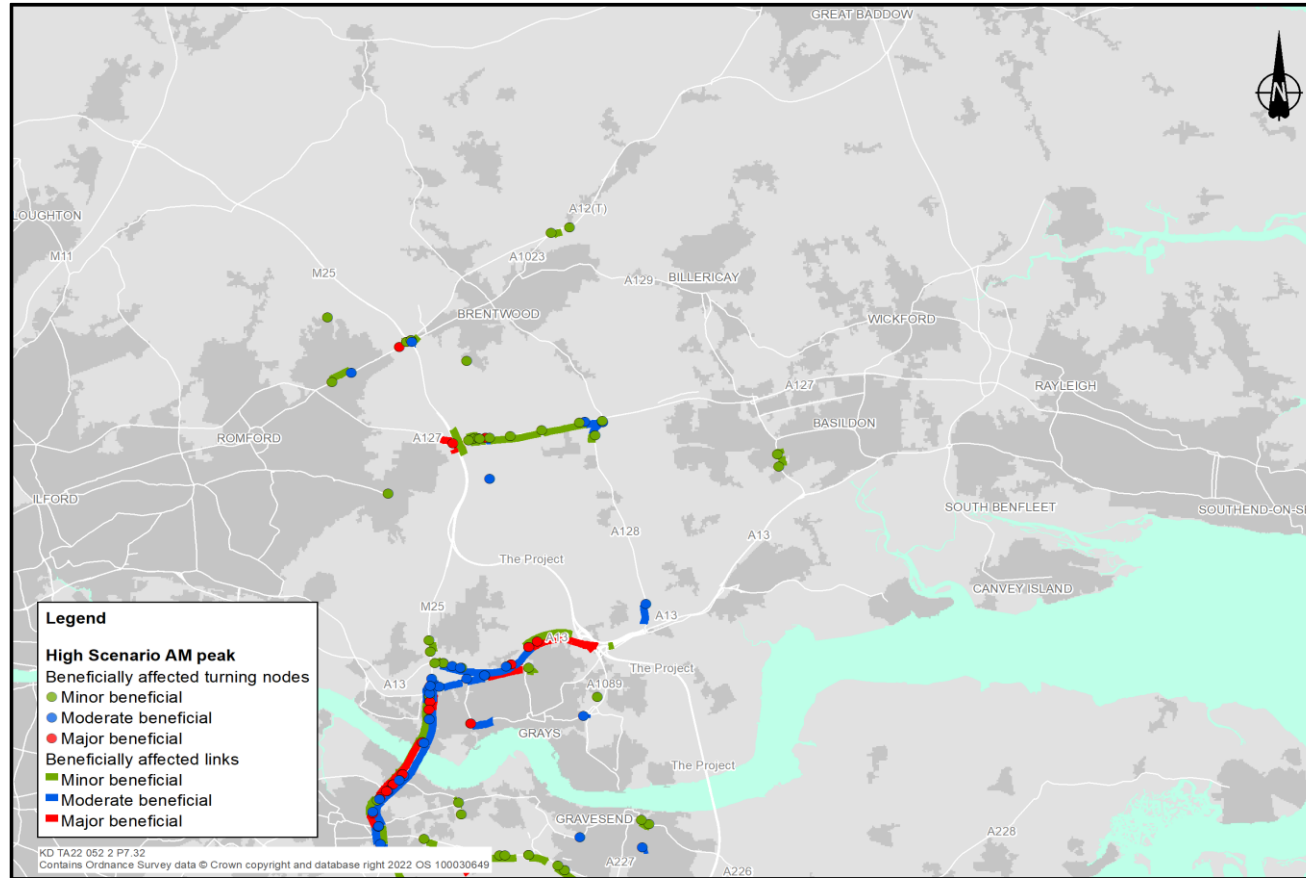 GREAT BADDOW
N
A12(T)
LOUGHTON
M11
A1023
M25
A129
BILLERICAY
BRENTWOOD
WICKFORD
A127
RAYLEIGH
BASILDON
ROMFORD
A127
ILFORD
SOUTH BENFLEET
SOUTHEND-ON-SE
A128
A13
The Project
CANVEY ISLAND
M25
A13
A13
The Project
A13
A1089
GRAYS
The Project
GRAVESEND
A228
A227
A226
Legend
High Scenario AM peak
Beneficially affected turning nodes
Minor beneficial
Moderate beneficial
Major beneficial
Beneficially affected links
Minor beneficial
Moderate beneficial
Major beneficial
KD TA22 052 2 P7.32
Contains Ordnance Survey data © Crown copyright and database right 2022 OS 100030649